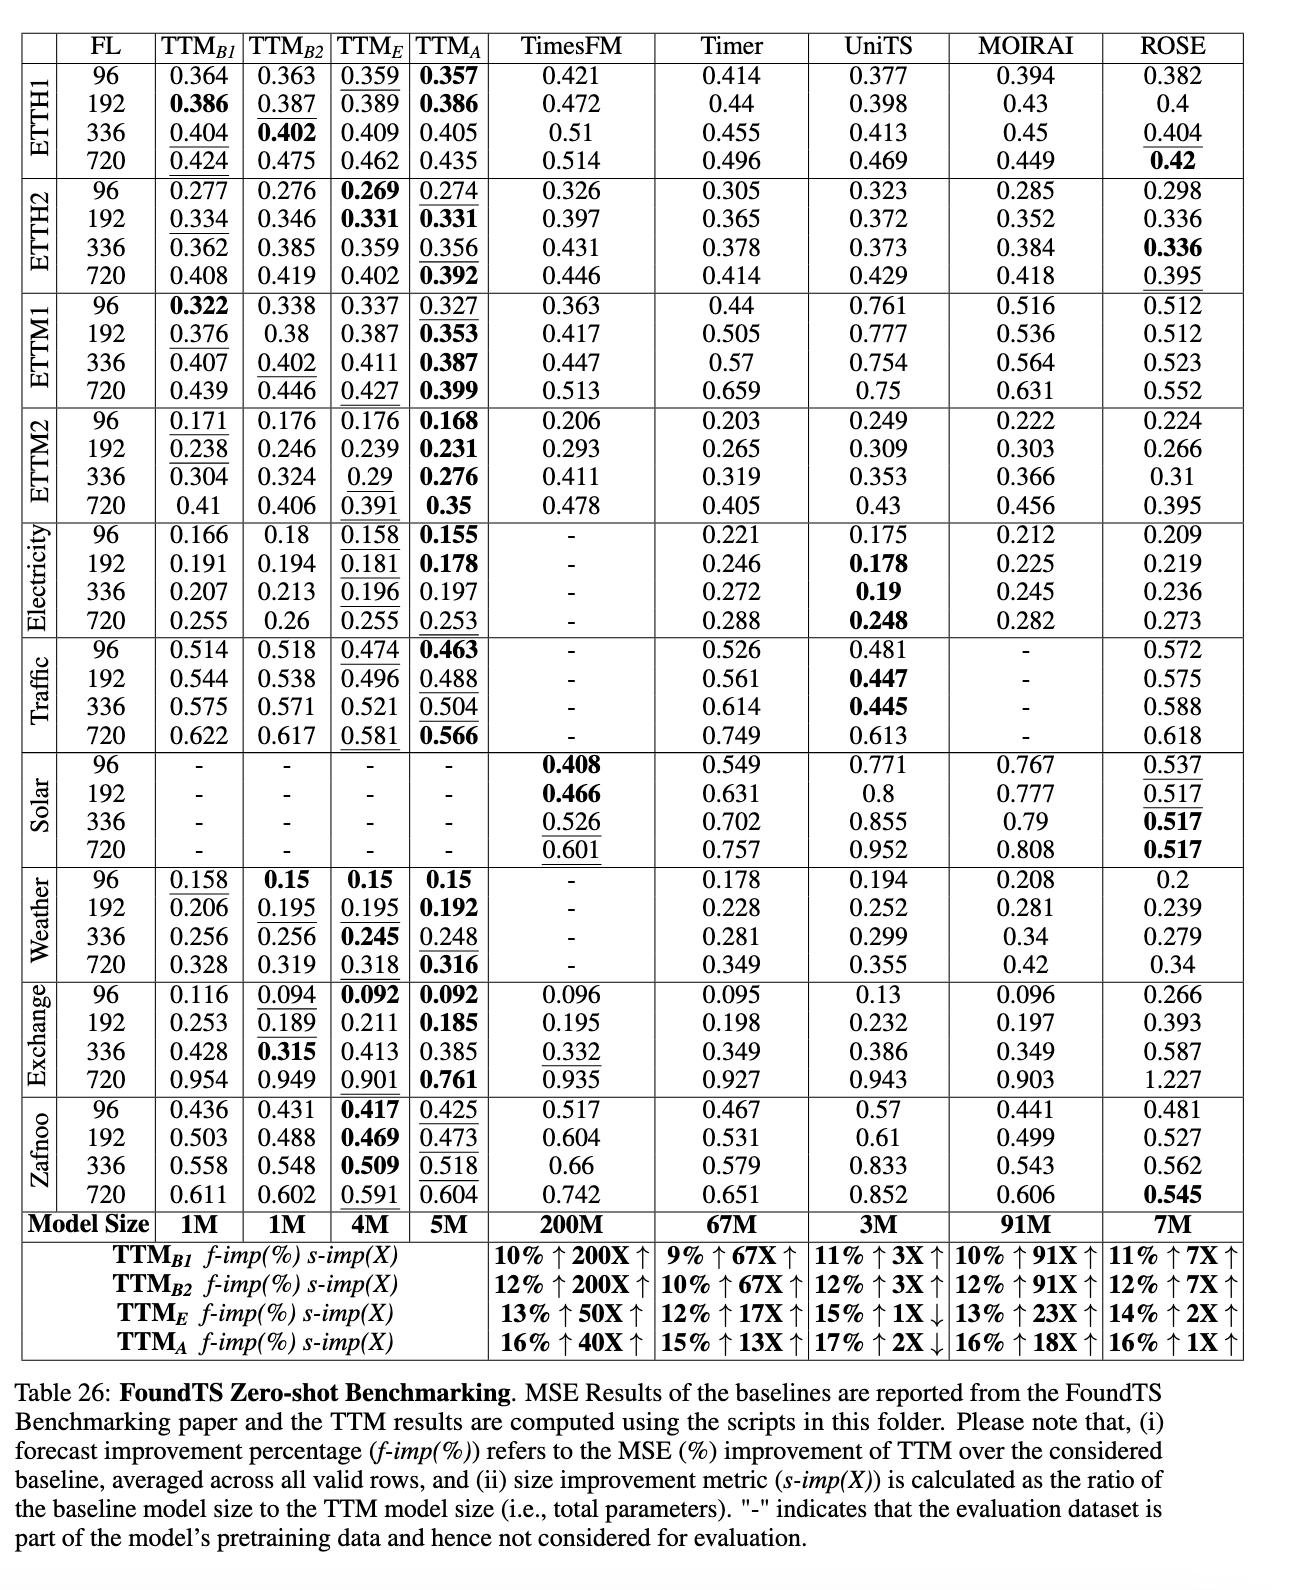 FL TTM_B1 TTM_B2 TTM_E TTM_A TimesFM Timer UniTS MOIRAI ROSE
ETTH1
96 0.364 0.363 0.359 0.357 0.421 0.414 0.377 0.394 0.382
192 0.386 0.387 0.389 0.386 0.472 0.44 0.398 0.43 0.4
336 0.404 0.402 0.409 0.405 0.51 0.455 0.413 0.45 0.404
720 0.424 0.475 0.462 0.435 0.514 0.496 0.469 0.449 0.42
ETTH2
96 0.277 0.276 0.269 0.274 0.326 0.305 0.323 0.285 0.298
192 0.334 0.346 0.331 0.331 0.397 0.365 0.372 0.352 0.336
336 0.362 0.385 0.359 0.356 0.431 0.378 0.373 0.384 0.336
720 0.408 0.419 0.402 0.392 0.446 0.414 0.429 0.418 0.395
ETTM1
96 0.322 0.338 0.337 0.327 0.363 0.44 0.761 0.516 0.512
192 0.376 0.38 0.387 0.353 0.417 0.505 0.777 0.536 0.512
336 0.407 0.402 0.411 0.387 0.447 0.57 0.754 0.564 0.523
720 0.439 0.446 0.427 0.399 0.513 0.659 0.75 0.631 0.552
ETTM2
96 0.171 0.176 0.176 0.168 0.206 0.203 0.249 0.222 0.224
192 0.238 0.246 0.239 0.231 0.293 0.265 0.309 0.303 0.266
336 0.304 0.324 0.29 0.276 0.411 0.319 0.353 0.366 0.31
720 0.41 0.406 0.391 0.35 0.478 0.405 0.43 0.456 0.395
Electricity
96 0.166 0.18 0.158 0.155 - 0.221 0.175 0.212 0.209
192 0.191 0.194 0.181 0.178 - 0.246 0.178 0.225 0.219
336 0.207 0.213 0.196 0.197 - 0.272 0.19 0.245 0.236
720 0.255 0.26 0.255 0.253 - 0.288 0.248 0.282 0.273
Traffic
96 0.514 0.518 0.474 0.463 - 0.526 0.481 - 0.572
192 0.544 0.538 0.496 0.488 - 0.561 0.447 - 0.575
336 0.575 0.571 0.521 0.504 - 0.614 0.445 - 0.588
720 0.622 0.617 0.581 0.566 - 0.749 0.613 - 0.618
Solar
96 - - - - 0.408 0.549 0.771 0.767 0.537
192 - - - - 0.466 0.631 0.8 0.777 0.517
336 - - - - 0.526 0.702 0.855 0.79 0.517
720 - - - - 0.601 0.757 0.952 0.808 0.517
Weather
96 0.158 0.15 0.15 0.15 - 0.178 0.194 0.208 0.2
192 0.206 0.195 0.195 0.192 - 0.228 0.252 0.281 0.239
336 0.256 0.256 0.245 0.248 - 0.281 0.299 0.34 0.279
720 0.328 0.319 0.318 0.316 - 0.349 0.355 0.42 0.34
Exchange
96 0.116 0.094 0.092 0.092 0.096 0.095 0.13 0.096 0.266
192 0.253 0.189 0.211 0.185 0.195 0.198 0.232 0.197 0.393
336 0.428 0.315 0.413 0.385 0.332 0.349 0.386 0.349 0.587
720 0.954 0.949 0.901 0.761 0.935 0.927 0.943 0.903 1.227
Zafnoo
96 0.436 0.431 0.417 0.425 0.517 0.467 0.57 0.441 0.481
192 0.503 0.488 0.469 0.473 0.604 0.531 0.61 0.499 0.527
336 0.558 0.548 0.509 0.518 0.66 0.579 0.833 0.543 0.562
720 0.611 0.602 0.591 0.604 0.742 0.651 0.852 0.606 0.545
Model Size 1M 1M 4M 5M 200M 67M 3M 91M 7M
TTM_B1 f-imp(%) s-imp(X) 10% ↑ 200X ↑ 9% ↑ 67X ↑ 11% ↑ 3X ↑ 10% ↑ 91X ↑ 11% ↑ 7X ↑
TTM_B2 f-imp(%) s-imp(X) 12% ↑ 200X ↑ 10% ↑ 67X ↑ 12% ↑ 3X ↑ 12% ↑ 91X ↑ 12% ↑ 7X ↑
TTM_E f-imp(%) s-imp(X) 13% ↑ 50X ↑ 12% ↑ 17X ↑ 15% ↑ 1X ↓ 13% ↑ 23X ↑ 14% ↑ 2X ↑
TTM_A f-imp(%) s-imp(X) 16% ↑ 40X ↑ 15% ↑ 13X ↑ 17% ↑ 2X ↓ 16% ↑ 18X ↑ 16% ↑ 1X ↑
Table 26: FoundTS Zero-shot Benchmarking. MSE Results of the baselines are reported from the FoundTS
Benchmarking paper and the TTM results are computed using the scripts in this folder. Please note that, (i)
forecast improvement percentage (f-imp(%)) refers to the MSE (%) improvement of TTM over the considered
baseline, averaged across all valid rows, and (ii) size improvement metric (s-imp(X)) is calculated as the ratio of
the baseline model size to the TTM model size (i.e., total parameters). "-" indicates that the evaluation dataset is
part of the model's pretraining data and hence not considered for evaluation.